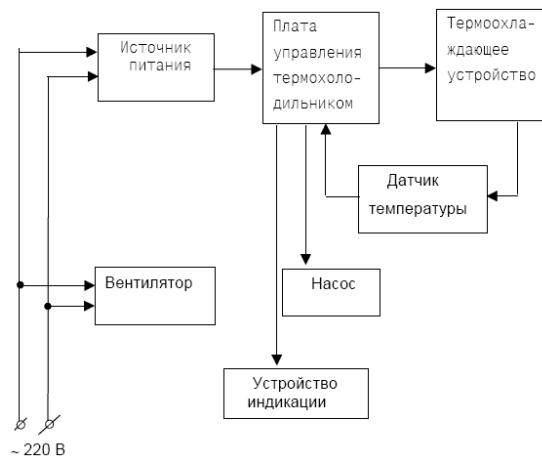 Источник
питания
Плата
управления
термохоло-
дильником
Термоохла-
ждающее
устройство
Датчик
температуры
Вентилятор
Насос
Устройство
индикации
~ 220 В